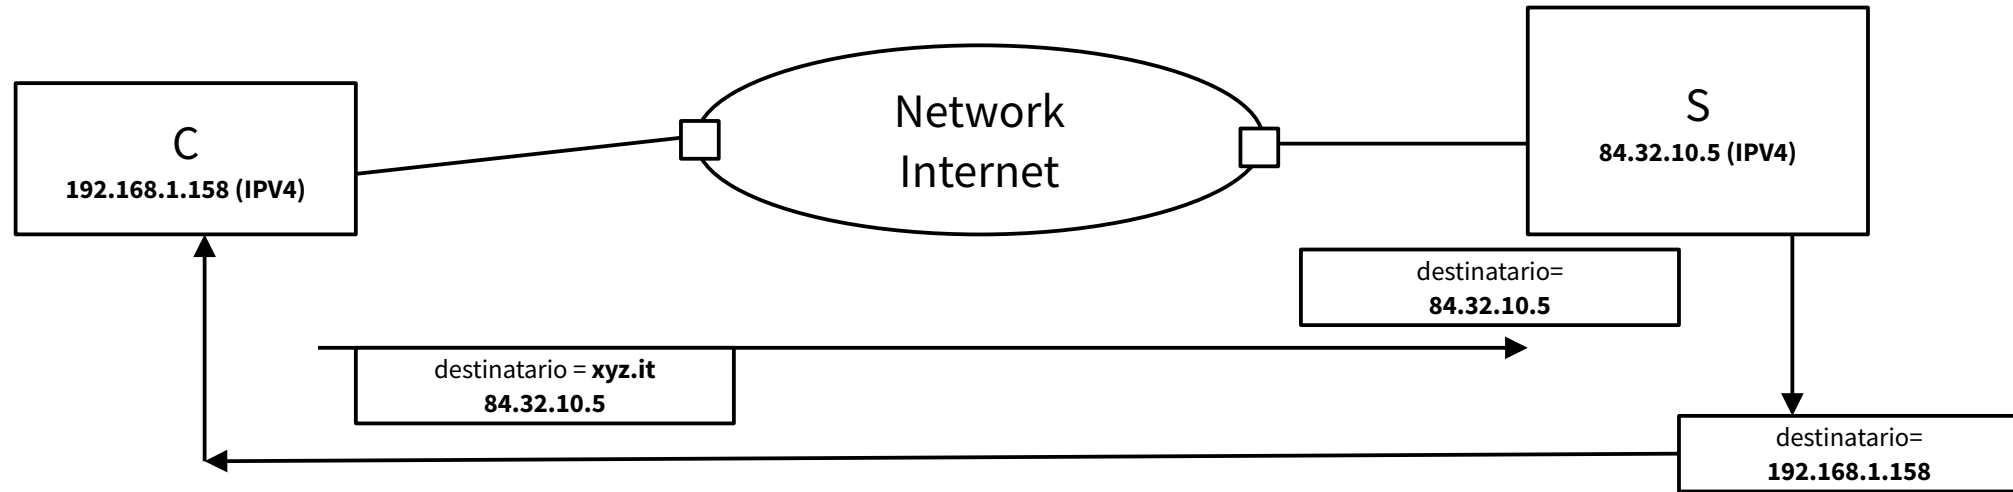 C
192.168.1.158 (IPV4)
Network
Internet
S
84.32.10.5 (IPV4)
destinatario=
84.32.10.5
destinatario = xyz.it
84.32.10.5
destinatario=
192.168.1.158